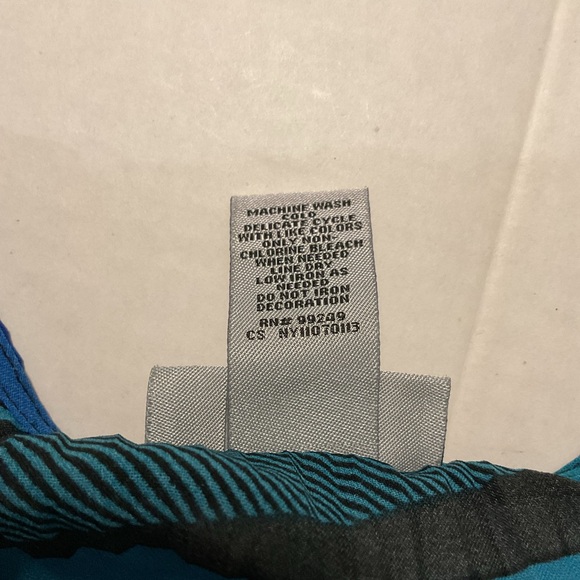 MACHINE WASH
COLD
DELICATE CYCLE
WITH LIKE COLORS
ONLY NON-
CHLORINE BLEACH
WHEN NEEDED
LINE DAY
LOW IRON AS
NEEDED
DO NOT IRON
DECORATION
RN# 99249
CS NY11070113